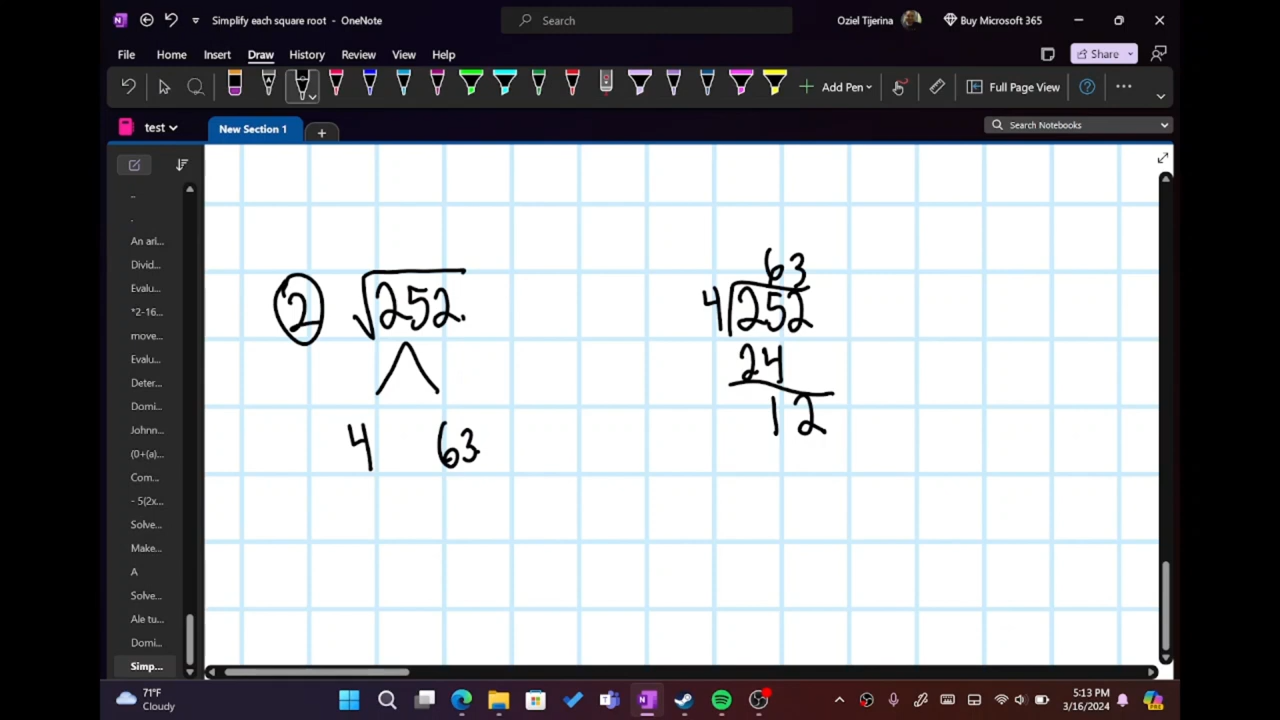 Simplify each square root - OneNote
Search
Oziel Tijerina
Buy Microsoft 365
File Home Insert Draw History Review View Help
Share
Add Pen
Full Page View
test
New Section 1
Search Notebooks
An ari...
Divid...
Evalu...
*2-16...
move...
Evalu...
Deter...
Domi...
Johnn...
(0+(a)...
Com...
- 5(2x...
Solve...
Make...
A
Solve...
Ale tu...
Domi...
Simp...
2 √252
4 63
63
4 252
24
12
71°F
Cloudy
5:13 PM
3/16/2024